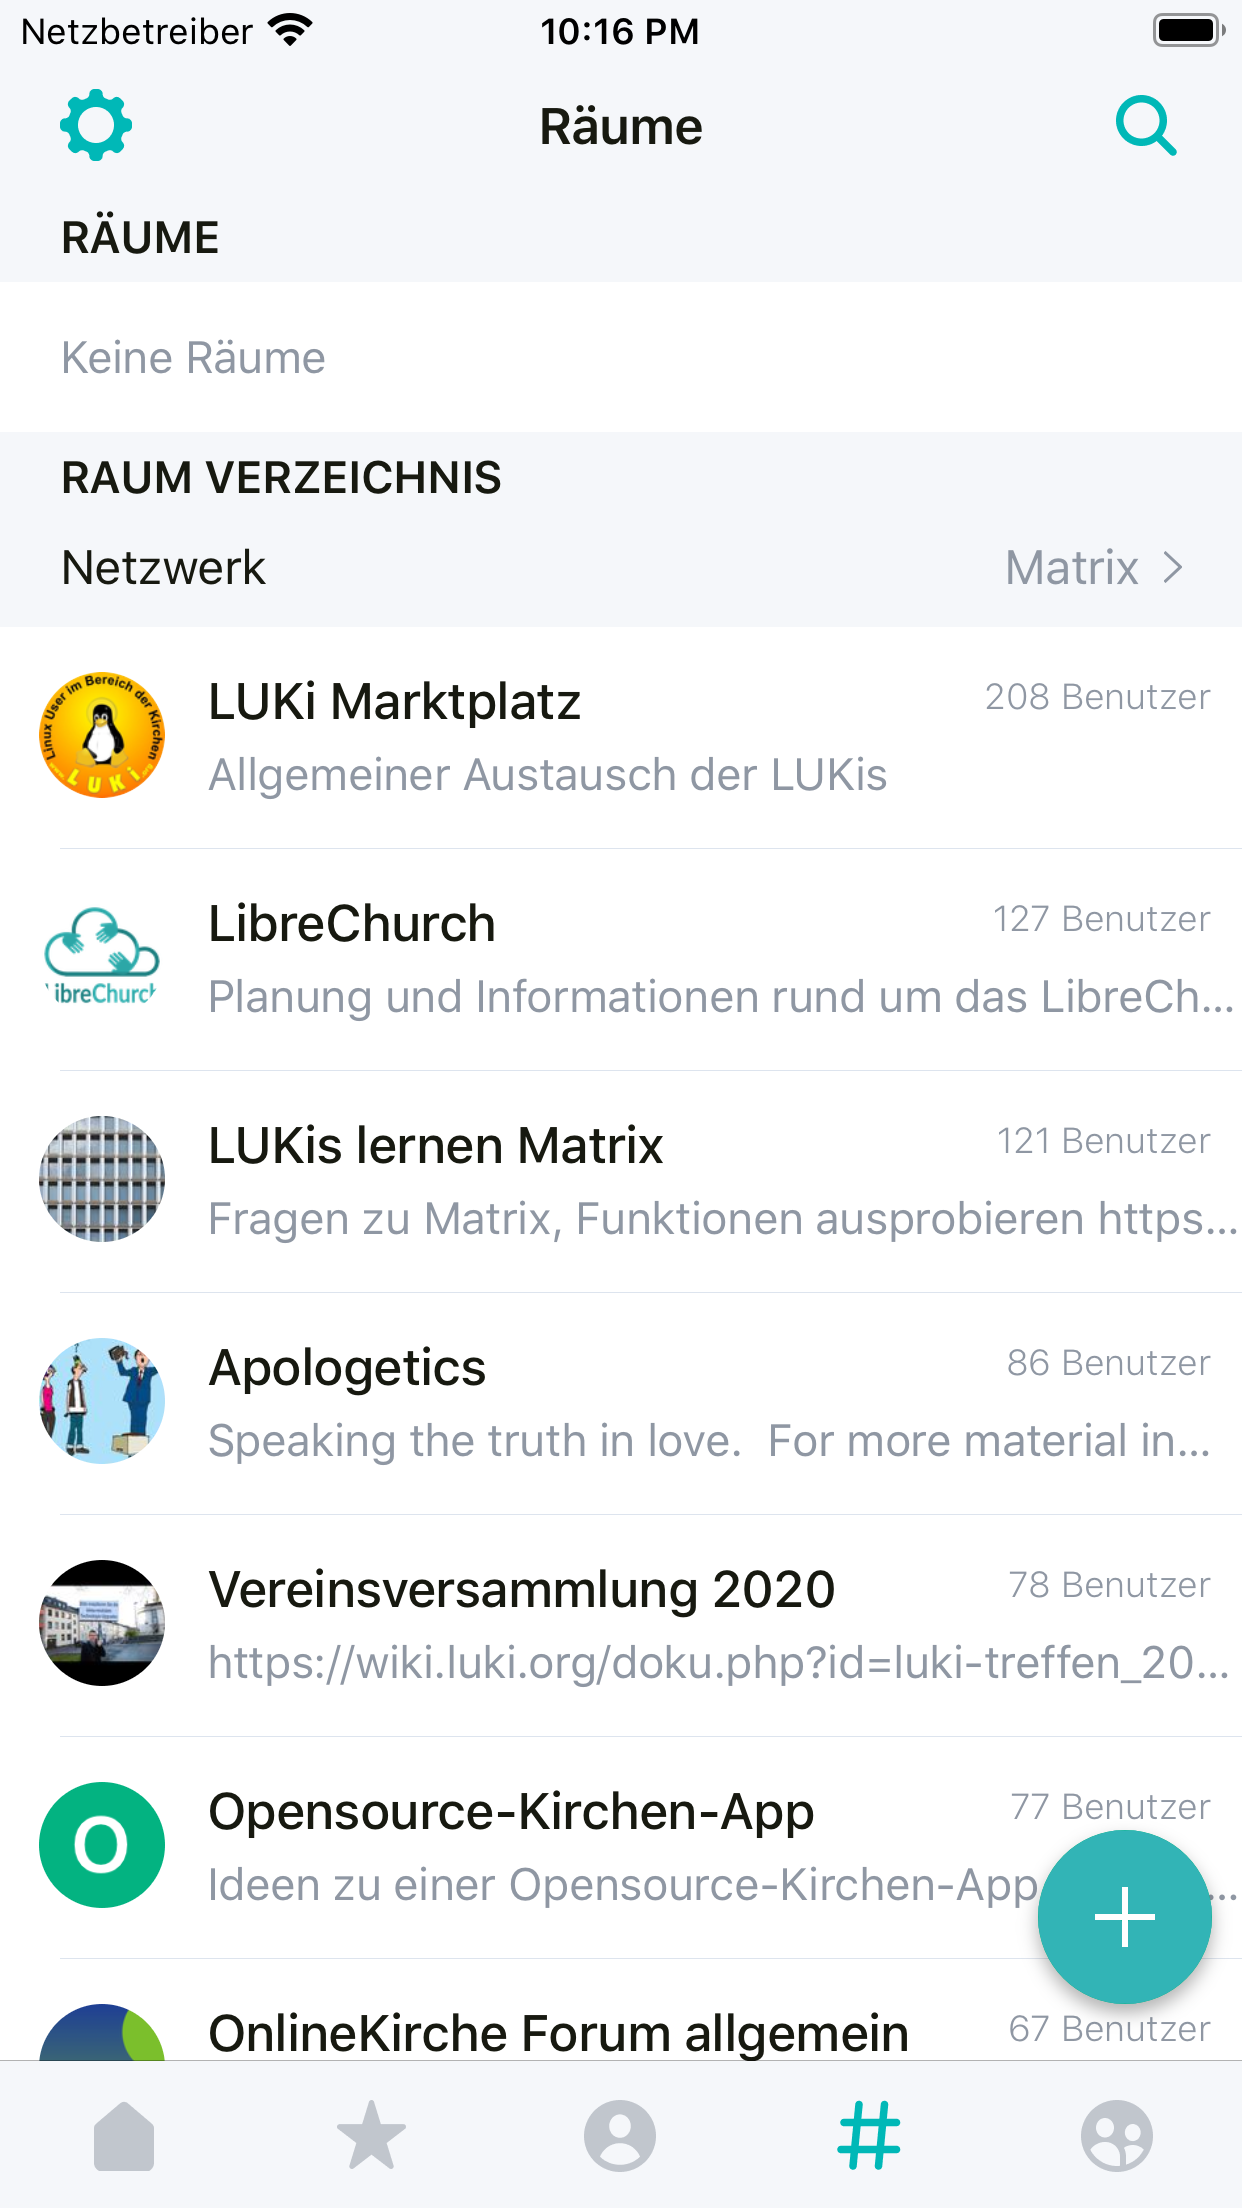 Netzbetreiber 10:16 PM
Räume
RÄUME
Keine Räume
RAUM VERZEICHNIS
Netzwerk Matrix
Linux User im Bereich der Kirchen
www. LUKi .org
LUKi Marktplatz 208 Benutzer
Allgemeiner Austausch der LUKis
ibreChurch
LibreChurch 127 Benutzer
Planung und Informationen rund um das LibreCh...
LUKis lernen Matrix 121 Benutzer
Fragen zu Matrix, Funktionen ausprobieren https...
Apologetics 86 Benutzer
Speaking the truth in love.  For more material in...
Vereinsversammlung 2020 78 Benutzer
https://wiki.luki.org/doku.php?id=luki-treffen_20...
O
Opensource-Kirchen-App 77 Benutzer
Ideen zu einer Opensource-Kirchen-App ...
OnlineKirche Forum allgemein 67 Benutzer